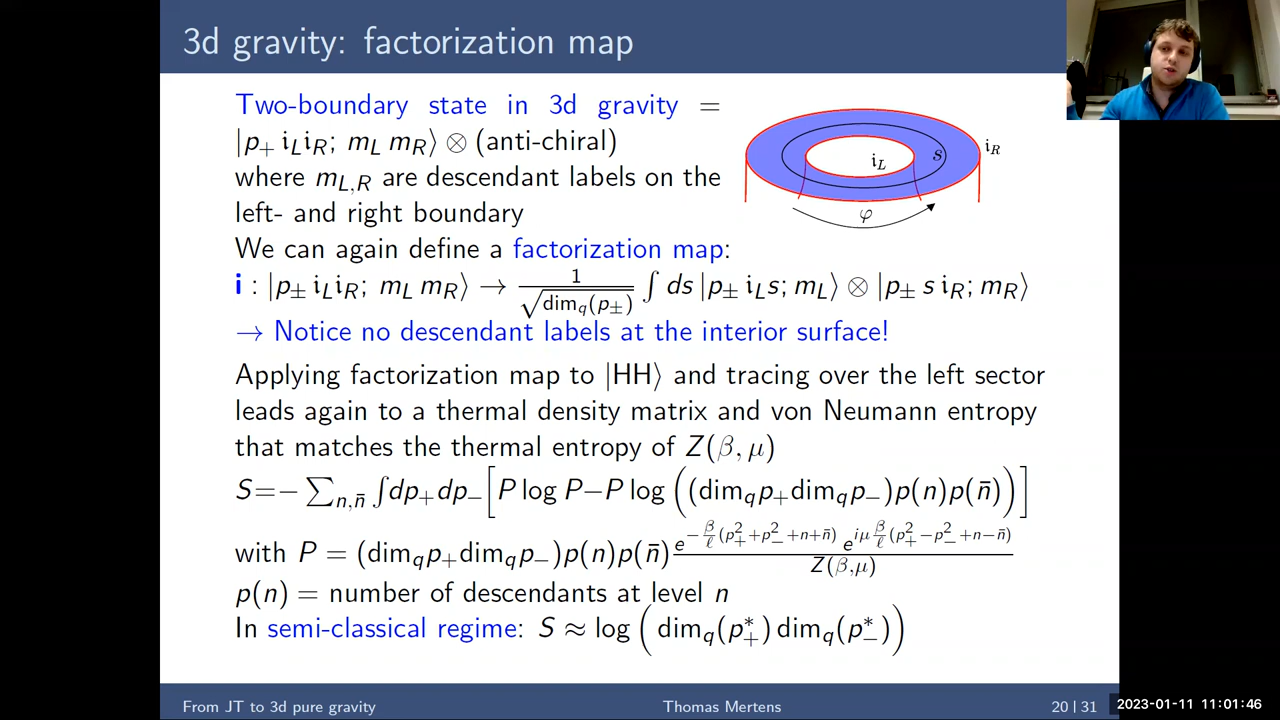 3d gravity: factorization map
Two-boundary state in 3d gravity =
|p₊ i_L i_R; m_L m_R⟩ ⊗ (anti-chiral)
where m_L,R are descendant labels on the
left- and right boundary
i_L
s
i_R
φ
We can again define a factorization map:
i : |p± i_L i_R; m_L m_R⟩ → 1/√dim_q(p±) ∫ ds |p± i_L s; m_L⟩ ⊗ |p± s i_R; m_R⟩
→ Notice no descendant labels at the interior surface!
Applying factorization map to |HH⟩ and tracing over the left sector
leads again to a thermal density matrix and von Neumann entropy
that matches the thermal entropy of Z(β, μ)
S=−∑_{n,n̄} ∫dp₊dp₋[P log P−P log((dim_q p₊ dim_q p₋)p(n)p(n̄))]
with P = (dim_q p₊ dim_q p₋)p(n)p(n̄) e^{−β/ℓ(p₊²+p₋²+n+n̄)} e^{iμβ/ℓ(p₊²−p₋²+n−n̄)} / Z(β,μ)
p(n) = number of descendants at level n
In semi-classical regime: S ≈ log(dim_q(p₊*) dim_q(p₋*))
From JT to 3d pure gravity
Thomas Mertens
20 | 31
2023-01-11 11:01:46